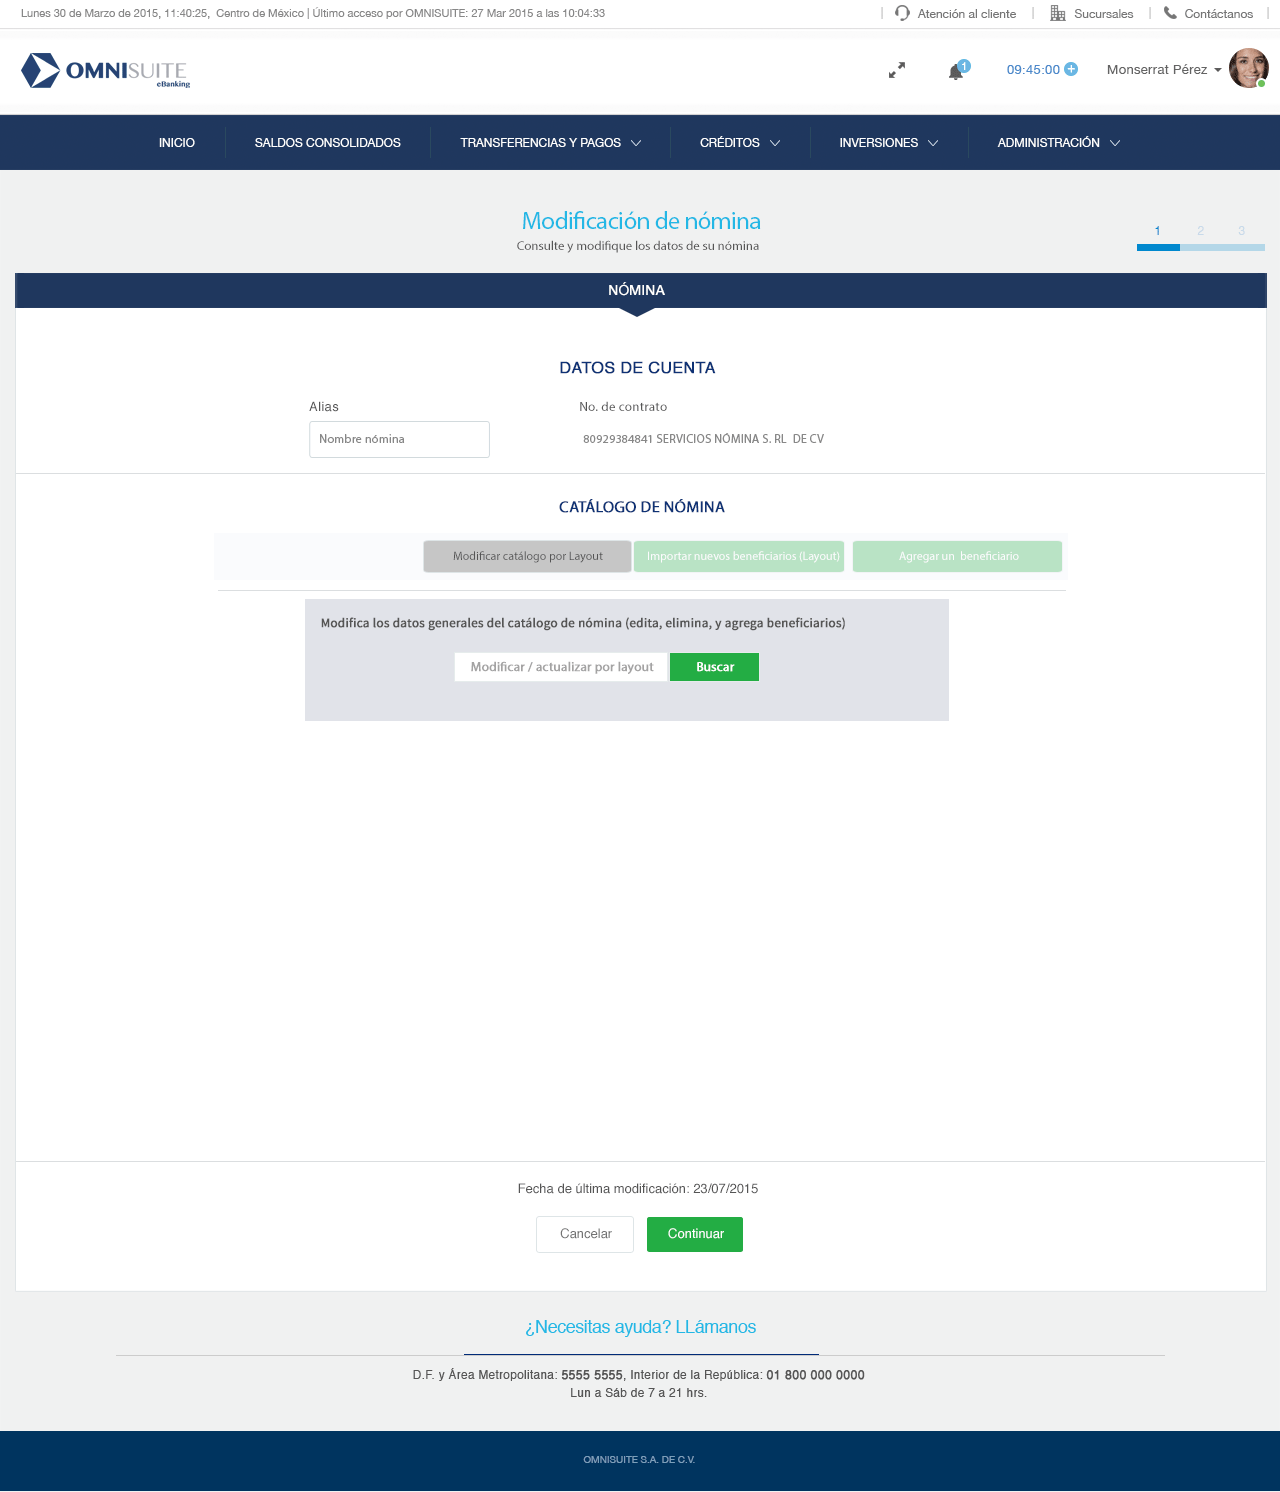 Lunes 30 de Marzo de 2015, 11:40:25,  Centro de México | Último acceso por OMNISUITE: 27 Mar 2015 a las 10:04:33
| Atención al cliente | Sucursales | Contáctanos |
OMNISUITE
eBanking
1
09:45:00 +
Monserrat Pérez
INICIO
SALDOS CONSOLIDADOS
TRANSFERENCIAS Y PAGOS
CRÉDITOS
INVERSIONES
ADMINISTRACIÓN
Modificación de nómina
Consulte y modifique los datos de su nómina
1 2 3
NÓMINA
DATOS DE CUENTA
Alias
No. de contrato
Nombre nómina
80929384841 SERVICIOS NÓMINA S. RL  DE CV
CATÁLOGO DE NÓMINA
Modificar catálogo por Layout
Importar nuevos beneficiarios (Layout)
Agregar un  beneficiario
Modifica los datos generales del catálogo de nómina (edita, elimina, y agrega beneficiarios)
Modificar / actualizar por layout
Buscar
Fecha de última modificación: 23/07/2015
Cancelar
Continuar
¿Necesitas ayuda? LLámanos
D.F. y Área Metropolitana: 5555 5555, Interior de la República: 01 800 000 0000
Lun a Sáb de 7 a 21 hrs.
OMNISUITE S.A. DE C.V.